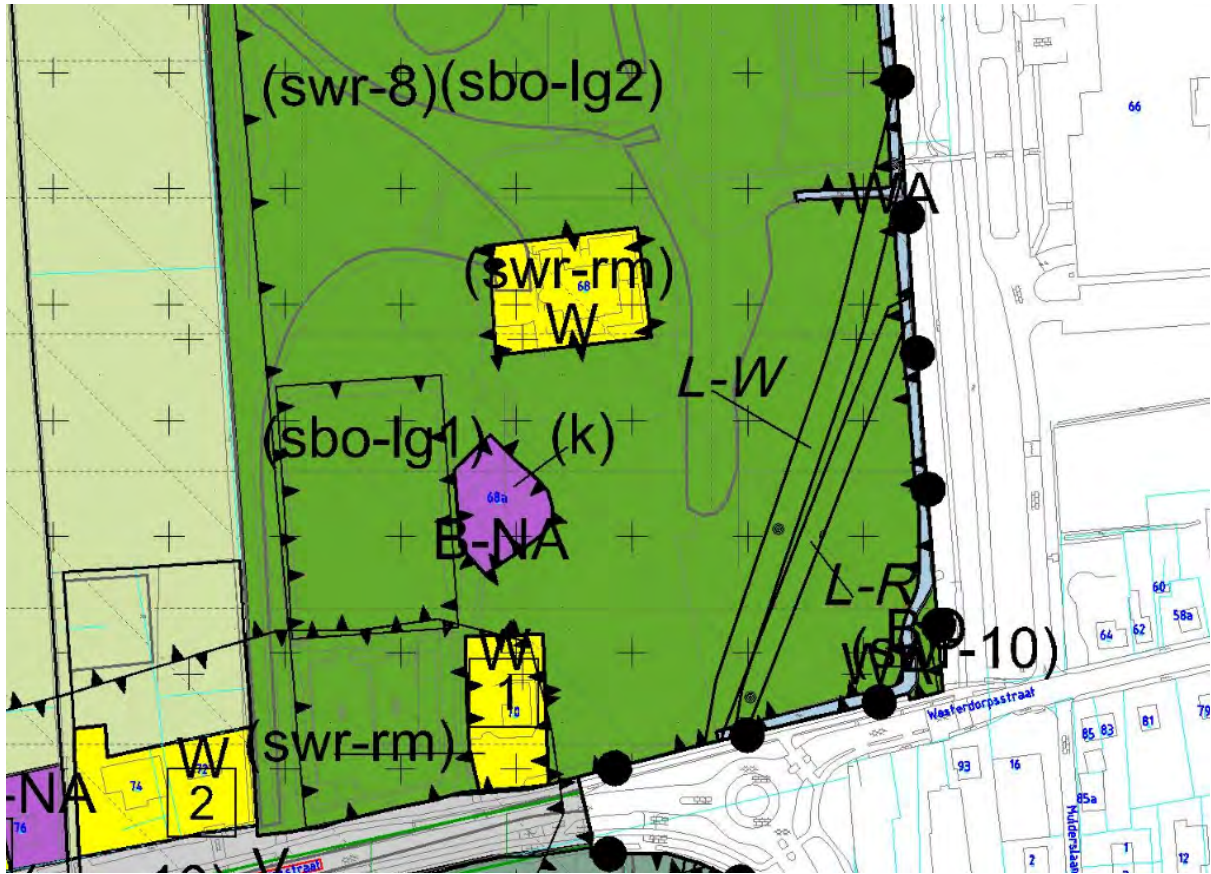 (swr-8)(sbo-lg2)
66
WA
(swr-rm)
68
W
L-W
(sbo-lg1)
(k)
68a
B-NA
L-R
60
58a
62
64
(swr-10)
W
1
70
Westerdorpsstraat
79
81
83
85
W
72
(swr-rm)
74
2
93
16
-NA
76
85a
Mulderslaan
1
2
12
V
straat